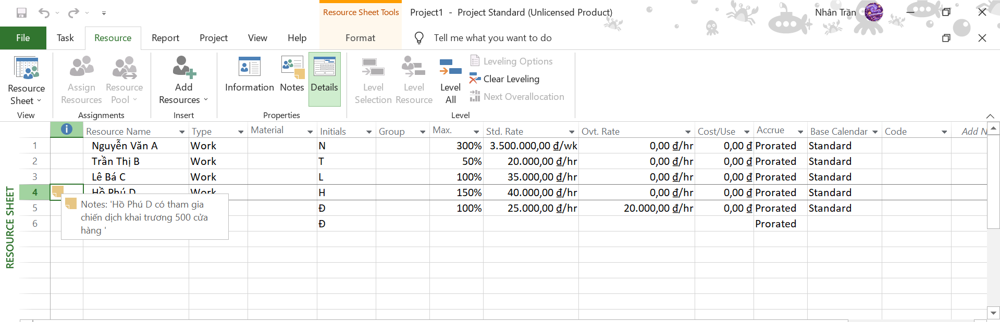 Resource Sheet Tools Project1 - Project Standard (Unlicensed Product) Nhân Trần
File Task Resource Report Project View Help Format Tell me what you want to do
Resource Sheet
Assign Resources
Resource Pool
Add Resources
Information
Notes
Details
Level Selection
Level Resource
Level All
Leveling Options
Clear Leveling
Next Overallocation
View Assignments Insert Properties Level
Resource Name Type Material Initials Group Max. Std. Rate Ovt. Rate Cost/Use Accrue Base Calendar Code Add N
1 Nguyễn Văn A Work N 300% 3.500.000,00 ₫/wk 0,00 ₫/hr 0,00 ₫ Prorated Standard
2 Trần Thị B Work T 50% 20.000,00 ₫/hr 0,00 ₫/hr 0,00 ₫ Prorated Standard
3 Lê Bá C Work L 100% 35.000,00 ₫/hr 0,00 ₫/hr 0,00 ₫ Prorated Standard
4 Hồ Phú D Work H 150% 40.000,00 ₫/hr 0,00 ₫/hr 0,00 ₫ Prorated Standard
5 Đ 100% 25.000,00 ₫/hr 20.000,00 ₫/hr 0,00 ₫ Prorated Standard
6 Đ Prorated
Notes: 'Hồ Phú D có tham gia
chiến dịch khai trương 500 cửa
hàng '
RESOURCE SHEET